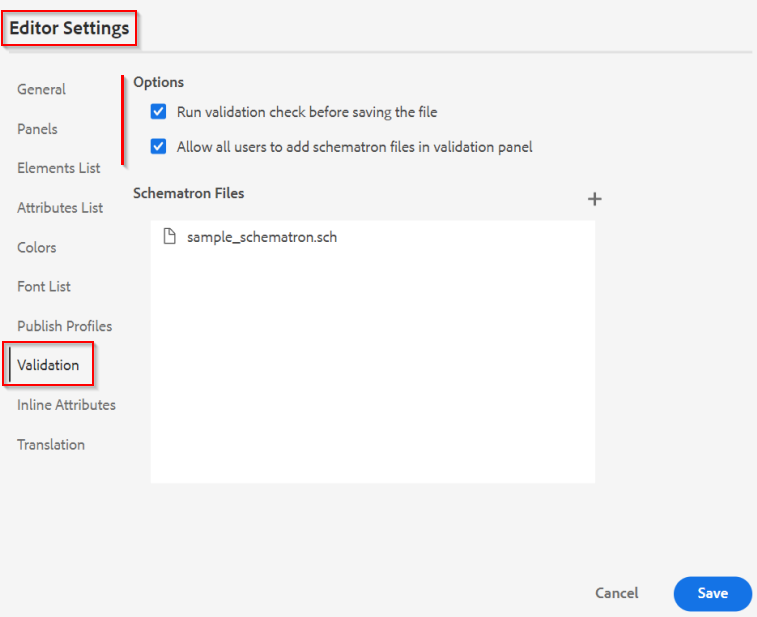 Editor Settings
General
Panels
Elements List
Attributes List
Colors
Font List
Publish Profiles
Validation
Inline Attributes
Translation
Options
Run validation check before saving the file
Allow all users to add schematron files in validation panel
Schematron Files
+
sample_schematron.sch
Cancel
Save